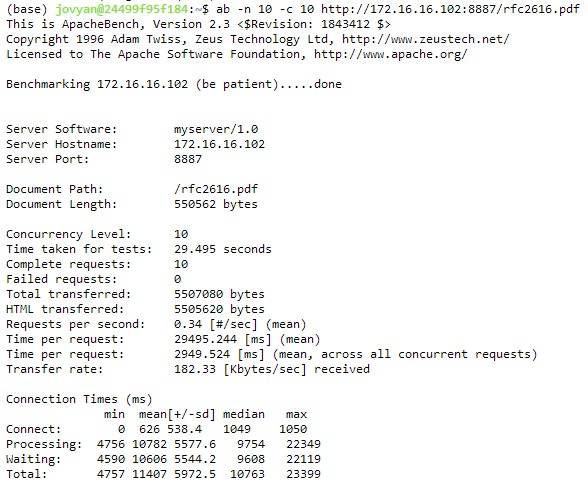 (base) jovyan@24499f95f184:~$ ab -n 10 -c 10 http://172.16.16.102:8887/rfc2616.pdf
This is ApacheBench, Version 2.3 <$Revision: 1843412 $>
Copyright 1996 Adam Twiss, Zeus Technology Ltd, http://www.zeustech.net/
Licensed to The Apache Software Foundation, http://www.apache.org/

Benchmarking 172.16.16.102 (be patient).....done

Server Software:        myserver/1.0
Server Hostname:        172.16.16.102
Server Port:            8887

Document Path:          /rfc2616.pdf
Document Length:        550562 bytes

Concurrency Level:      10
Time taken for tests:   29.495 seconds
Complete requests:      10
Failed requests:        0
Total transferred:      5507080 bytes
HTML transferred:       5505620 bytes
Requests per second:    0.34 [#/sec] (mean)
Time per request:       29495.244 [ms] (mean)
Time per request:       2949.524 [ms] (mean, across all concurrent requests)
Transfer rate:          182.33 [Kbytes/sec] received

Connection Times (ms)
              min  mean[+/-sd] median   max
Connect:        0  626 538.4   1049    1050
Processing:  4756 10782 5577.6   9754   22349
Waiting:     4590 10606 5544.2   9608   22119
Total:       4757 11407 5972.5  10763   23399